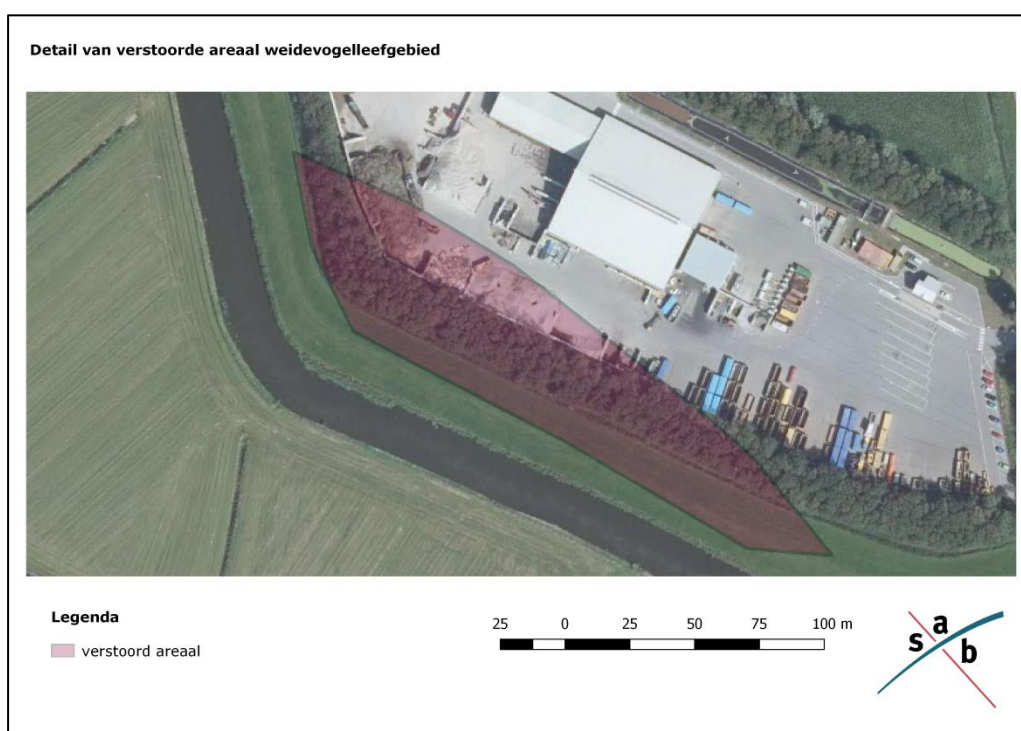 Detail van verstoorde areaal weidevogelleefgebied
Legenda
verstoord areaal
25 0 25 50 75 100 m
s a b